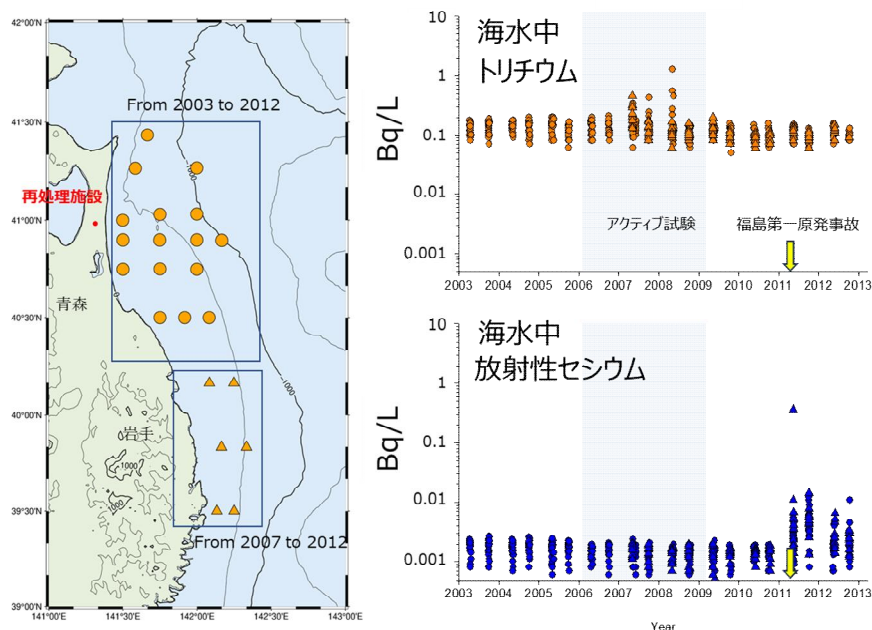 42°00'N
41°30'N
41°00'N
40°30'N
40°00'N
39°30'N
39°00'N
141°00'E
141°30'E
142°00'E
142°30'E
143°00'E
From 2003 to 2012
再処理施設
青森
岩手
From 2007 to 2012
0
-1000
-1000
1000
1000
0
海水中
トリチウム
Bq/L
10
1
0.1
0.01
0.001
アクティブ試験
福島第一原発事故
2003 2004 2005 2006 2007 2008 2009 2010 2011 2012 2013
海水中
放射性セシウム
Bq/L
10
1
0.1
0.01
0.001
2003 2004 2005 2006 2007 2008 2009 2010 2011 2012 2013
Year